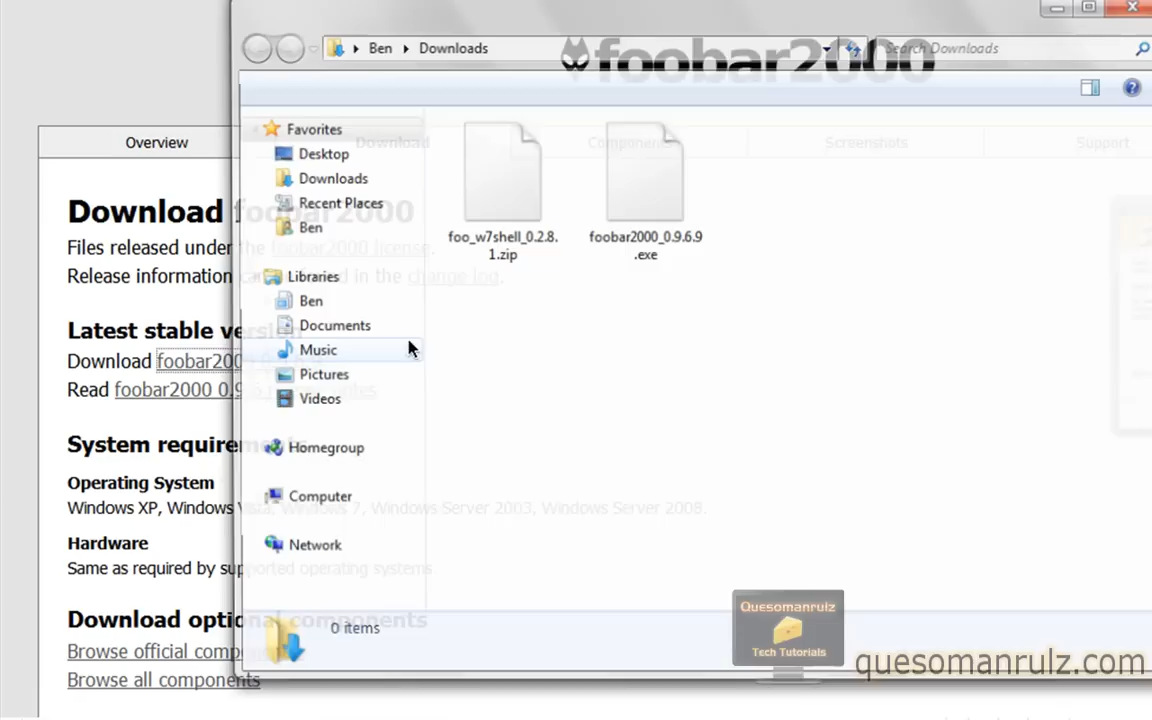 Ben Downloads
foobar2000
Search Downloads
Overview
Download
Components
Screenshots
Support
Favorites
Desktop
Downloads
Recent Places
Ben
Libraries
Ben
Documents
Music
Pictures
Videos
Homegroup
Computer
Network
foo_w7shell_0.2.8.
1.zip
foobar2000_0.9.6.9
.exe
0 items
Download foobar2000
Files released under the foobar2000 license.
Release information can be found in the change log.
Latest stable version
Download foobar2000
Read foobar2000 0.9.6 notes
System requirements
Operating System
Windows XP, Windows Vista, Windows 7, Windows Server 2003, Windows Server 2008.
Hardware
Same as required by supported operating systems.
Download optional components
Browse official
Browse all components
Quesomanrulz
Tech Tutorials
quesomanrulz.com